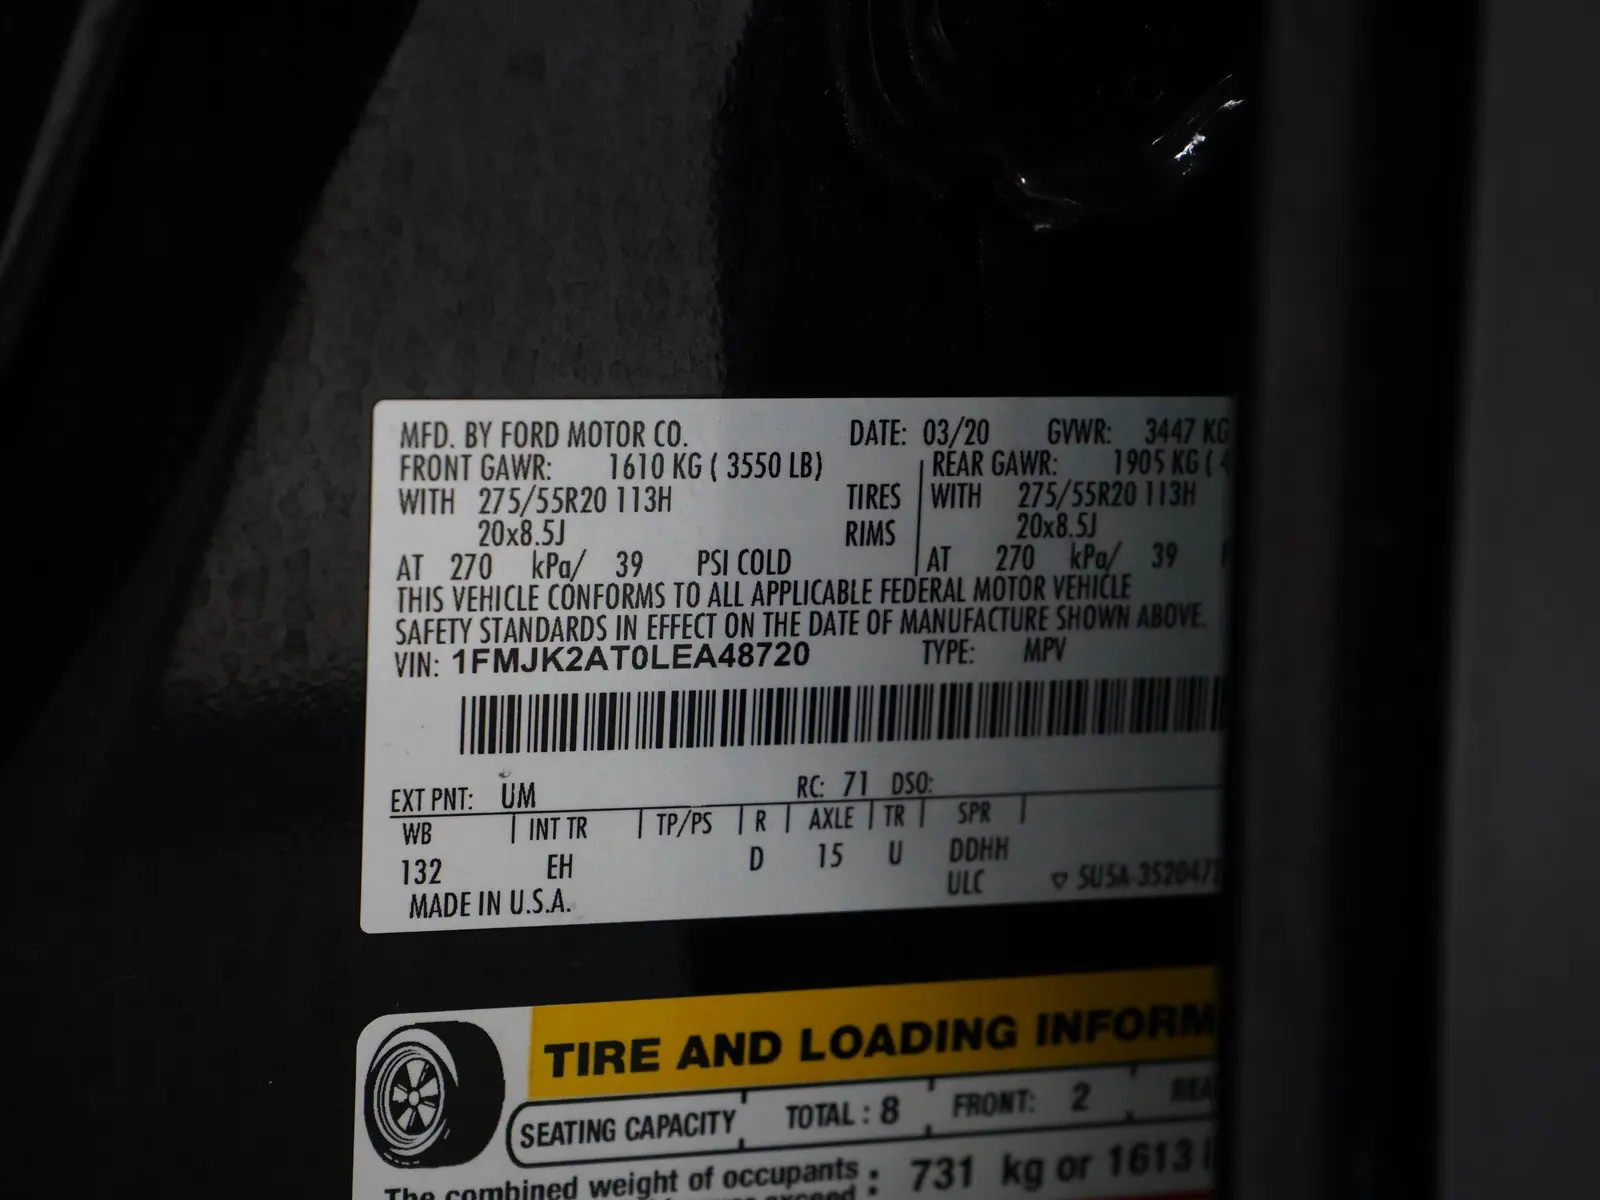 MFD. BY FORD MOTOR CO. DATE: 03/20 GVWR: 3447 KG
FRONT GAWR: 1610 KG ( 3550 LB) REAR GAWR: 1905 KG ( 4
WITH 275/55R20 113H TIRES WITH 275/55R20 113H
20x8.5J RIMS 20x8.5J
AT 270 kPa/ 39 PSI COLD AT 270 kPa/ 39
THIS VEHICLE CONFORMS TO ALL APPLICABLE FEDERAL MOTOR VEHICLE
SAFETY STANDARDS IN EFFECT ON THE DATE OF MANUFACTURE SHOWN ABOVE.
VIN: 1FMJK2AT0LEA48720 TYPE: MPV
EXT PNT: UM RC: 71 DSO:
WB INT TR TP/PS R AXLE TR SPR
132 EH D 15 U DDHH
ULC 5U5A-352047
MADE IN U.S.A.
TIRE AND LOADING INFORM
SEATING CAPACITY TOTAL : 8 FRONT: 2 REA
The combined weight of occupants : 731 kg or 1613
exceed :